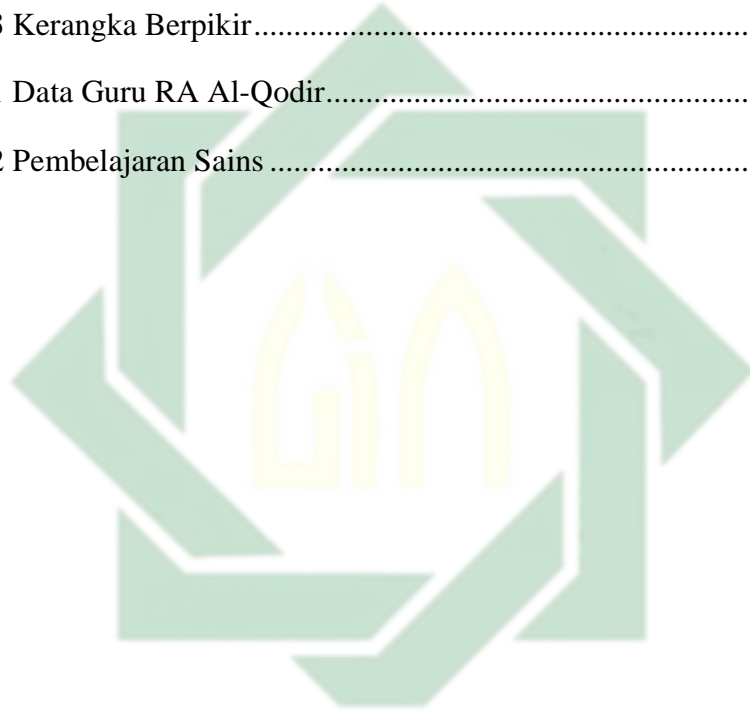 3 Kerangka Berpikir............................................................
1 Data Guru RA Al-Qodir...................................................
2 Pembelajaran Sains ..........................................................